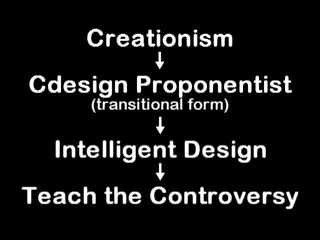 Creationism
Cdesign Proponentist
(transitional form)
Intelligent Design
Teach the Controversy